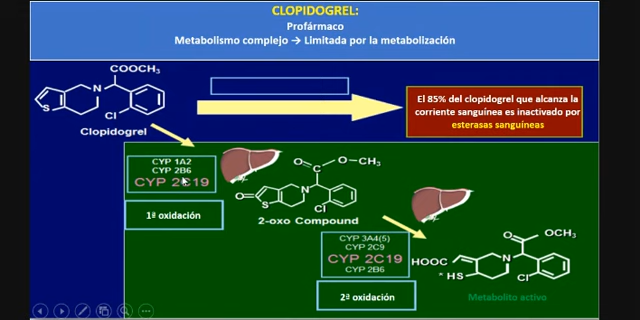 CLOPIDOGREL:
Profármaco
Metabolismo complejo → Limitada por la metabolización
COOCH₃
N
S
Cl
Clopidogrel
El 85% del clopidogrel que alcanza la
corriente sanguínea es inactivado por
esterasas sanguíneas
CYP 1A2
CYP 2B6
CYP 2C19
1ª oxidación
O
C
O—CH₃
N
O
S
Cl
2-oxo Compound
CYP 3A4(5)
CYP 2C9
CYP 2C19
CYP 2B6
2ª oxidación
O
C
OCH₃
HOOC
N
* HS
Cl
Metabolito activo